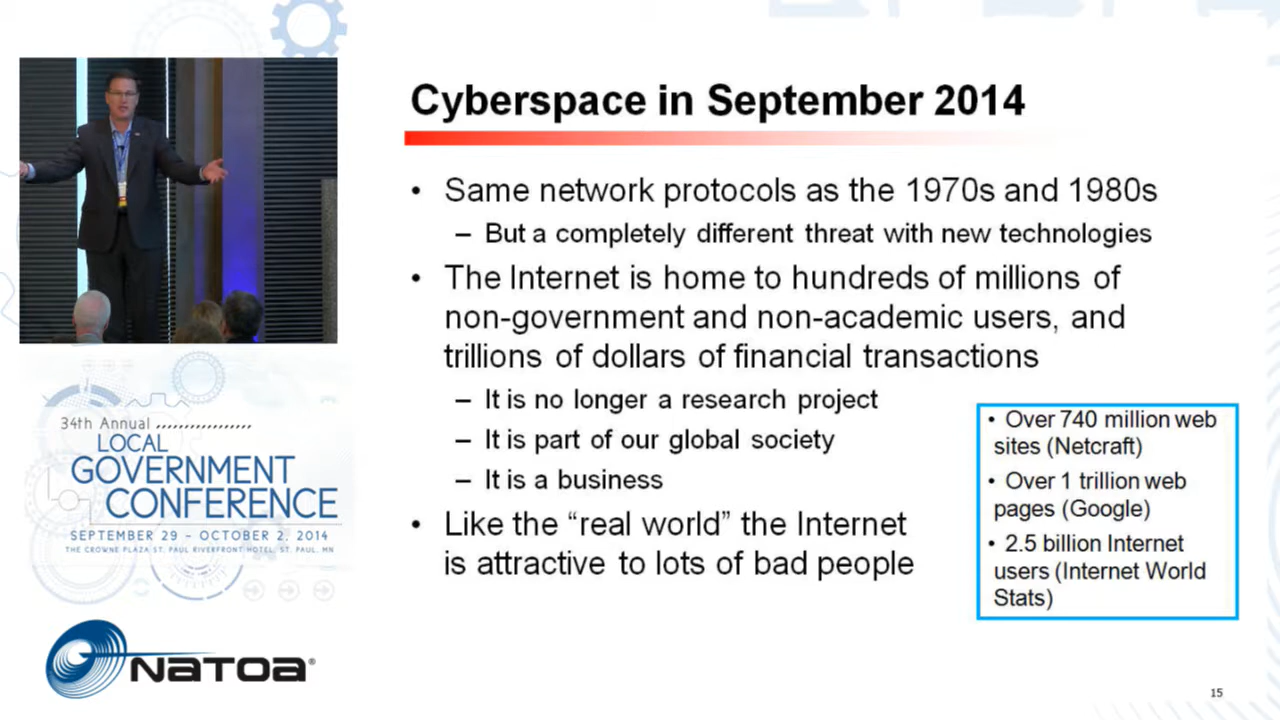 Cyberspace in September 2014
• Same network protocols as the 1970s and 1980s
– But a completely different threat with new technologies
• The Internet is home to hundreds of millions of
non-government and non-academic users, and
trillions of dollars of financial transactions
– It is no longer a research project
– It is part of our global society
– It is a business
• Like the “real world” the Internet
is attractive to lots of bad people
• Over 740 million web
sites (Netcraft)
• Over 1 trillion web
pages (Google)
• 2.5 billion Internet
users (Internet World
Stats)
34th Annual
LOCAL
GOVERNMENT
CONFERENCE
SEPTEMBER 29 - OCTOBER 2, 2014
THE CROWNE PLAZA ST. PAUL RIVERFRONT HOTEL, ST. PAUL, MN
NATOA®
15